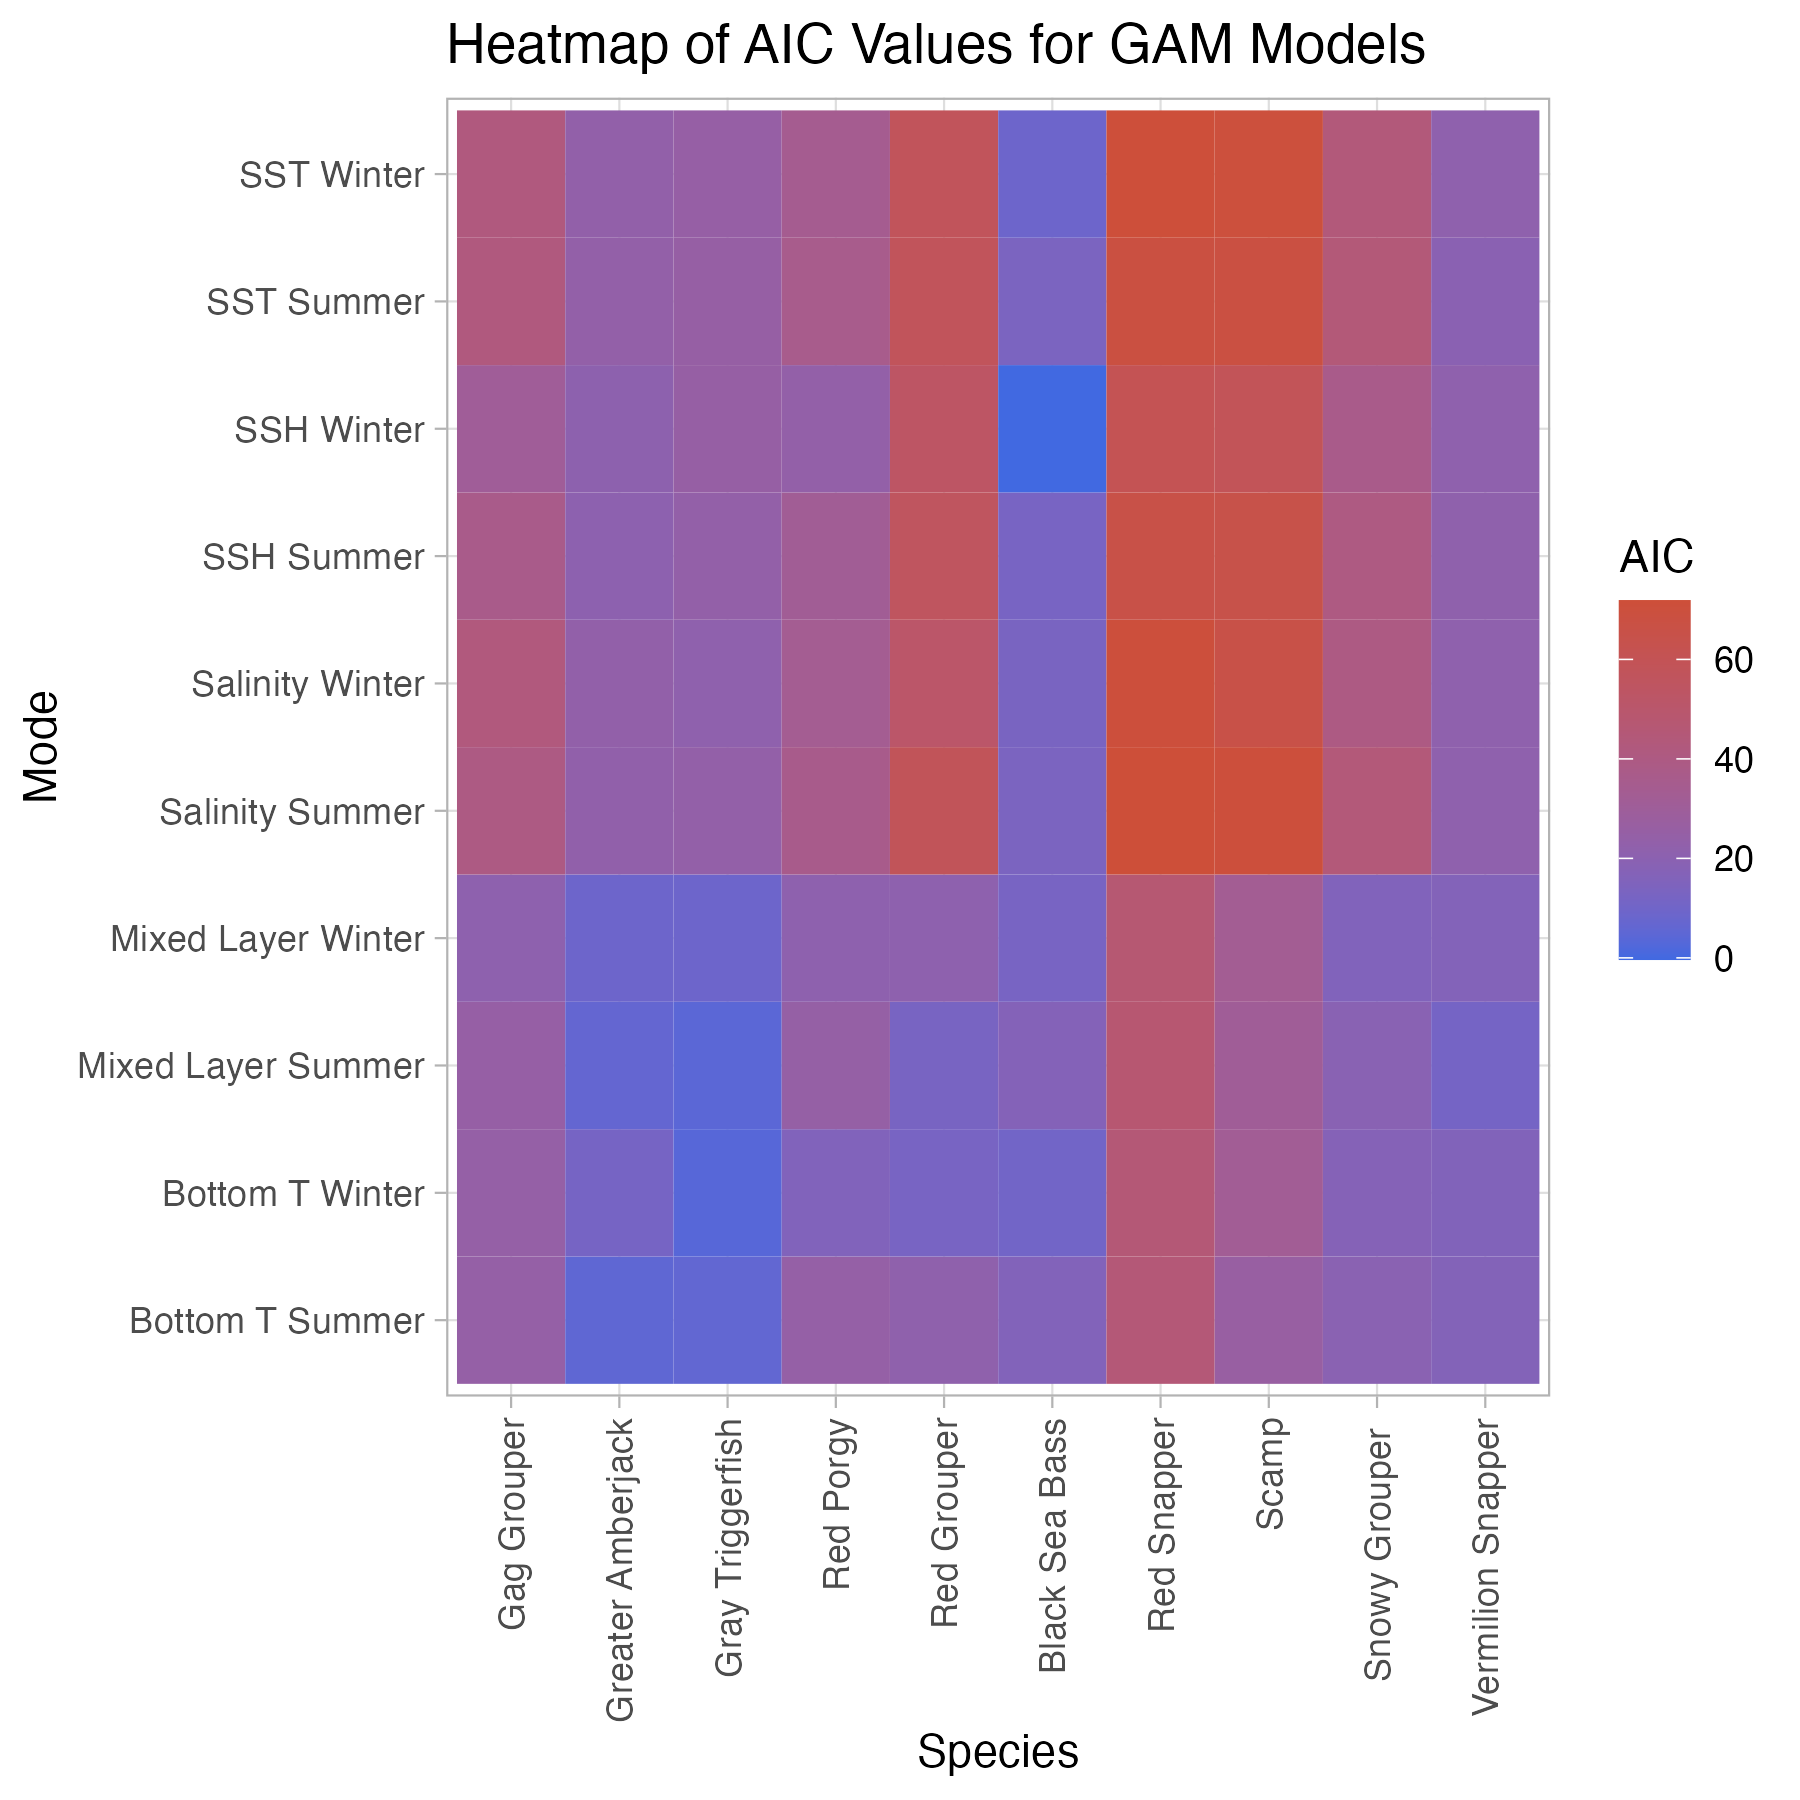 Heatmap of AIC Values for GAM Models
Mode
SST Winter
SST Summer
SSH Winter
SSH Summer
Salinity Winter
Salinity Summer
Mixed Layer Winter
Mixed Layer Summer
Bottom T Winter
Bottom T Summer
Gag Grouper
Greater Amberjack
Gray Triggerfish
Red Porgy
Red Grouper
Black Sea Bass
Red Snapper
Scamp
Snowy Grouper
Vermilion Snapper
Species
AIC
60
40
20
0